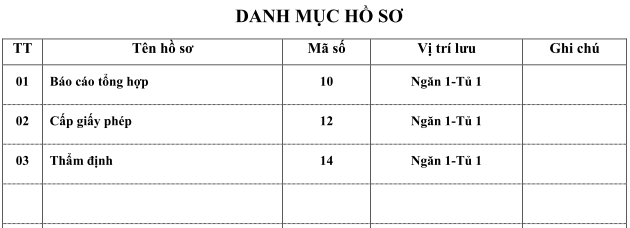 DANH MỤC HỒ SƠ
TT Tên hồ sơ Mã số Vị trí lưu Ghi chú
01 Báo cáo tổng hợp 10 Ngăn 1-Tủ 1
02 Cấp giấy phép 12 Ngăn 1-Tủ 1
03 Thẩm định 14 Ngăn 1-Tủ 1